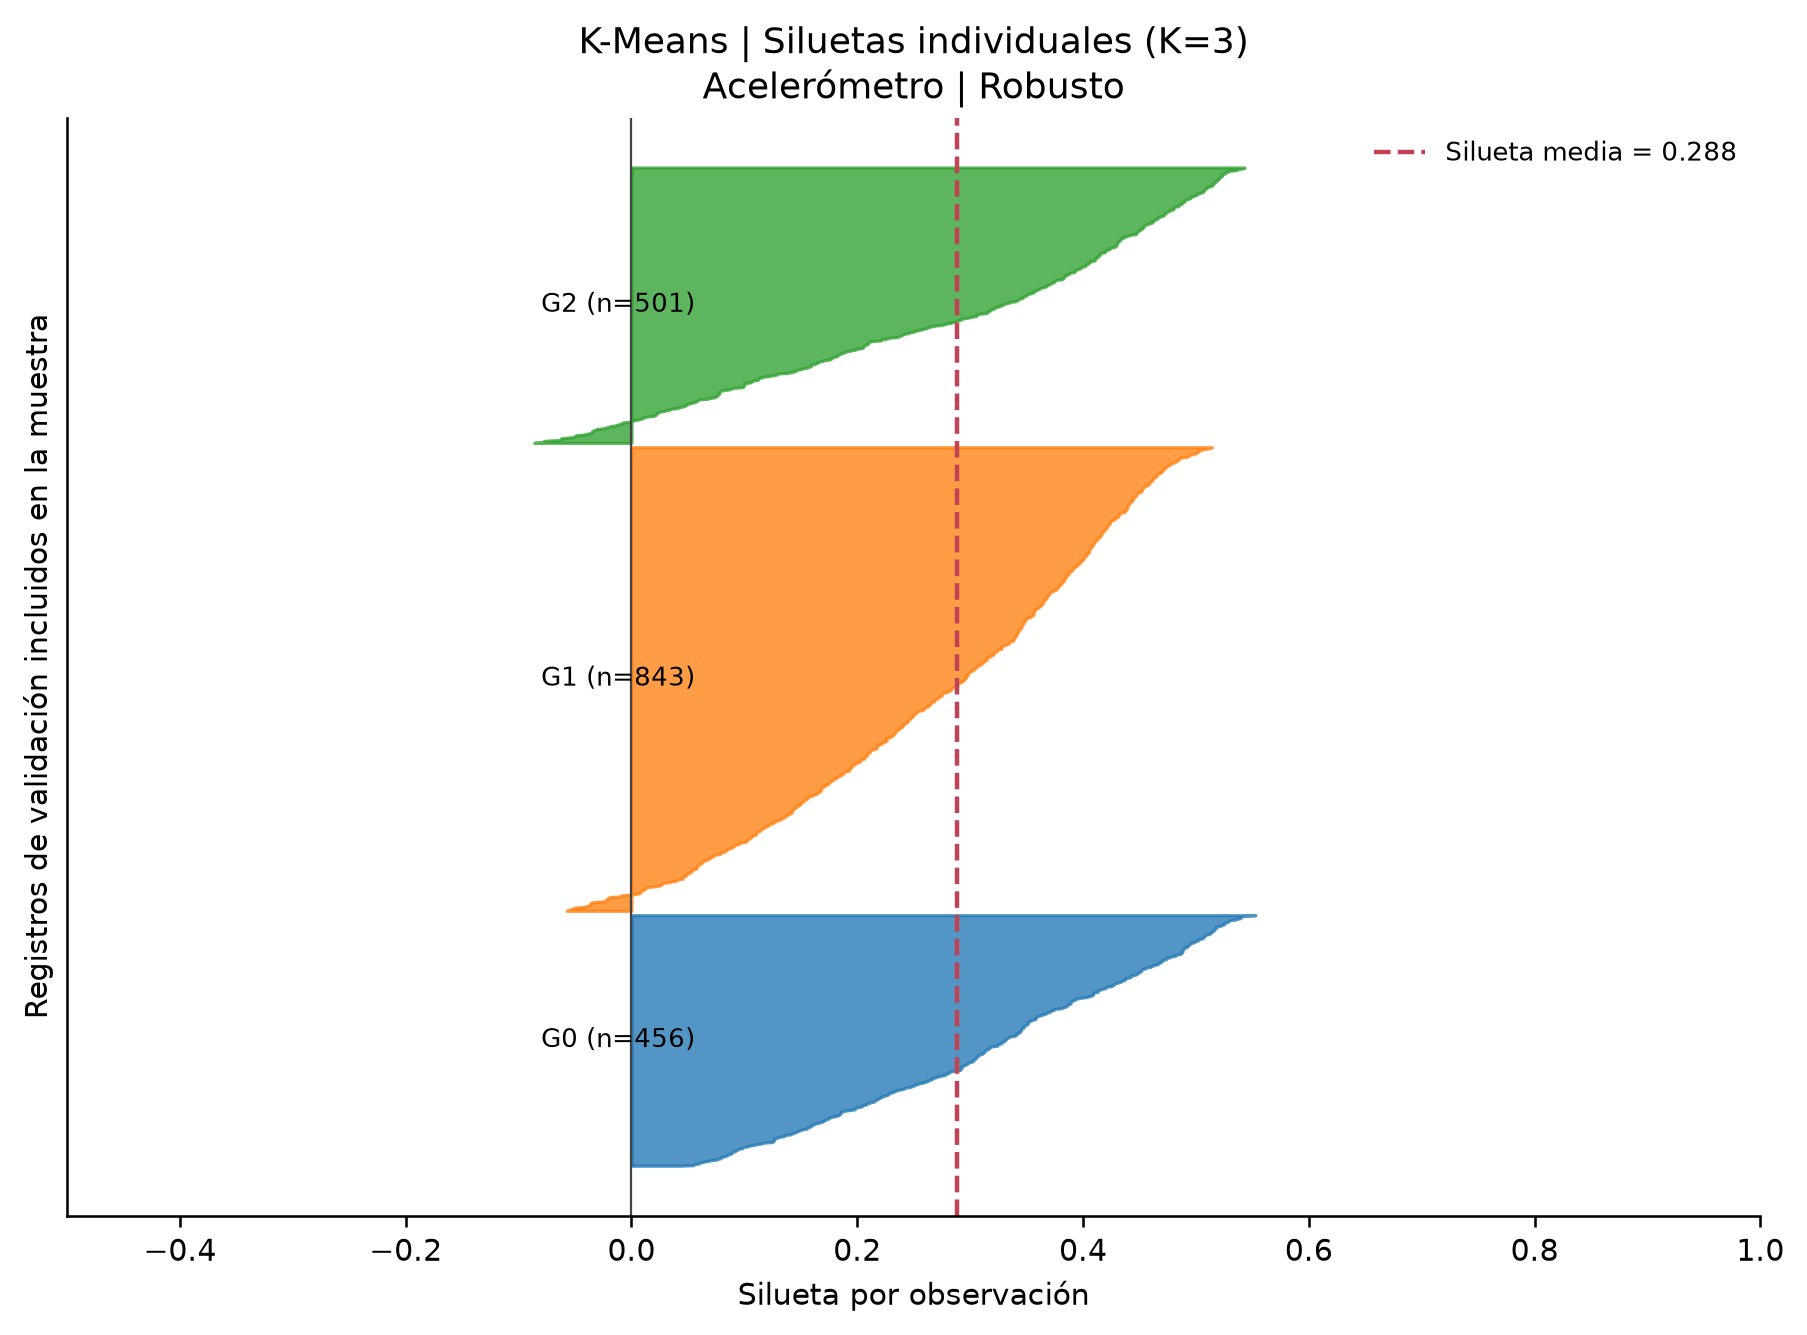 K-Means | Siluetas individuales (K=3)
Acelerómetro | Robusto
Silueta media = 0.288
G2 (n=501)
G1 (n=843)
G0 (n=456)
Registros de validación incluidos en la muestra
−0.4 −0.2 0.0 0.2 0.4 0.6 0.8 1.0
Silueta por observación